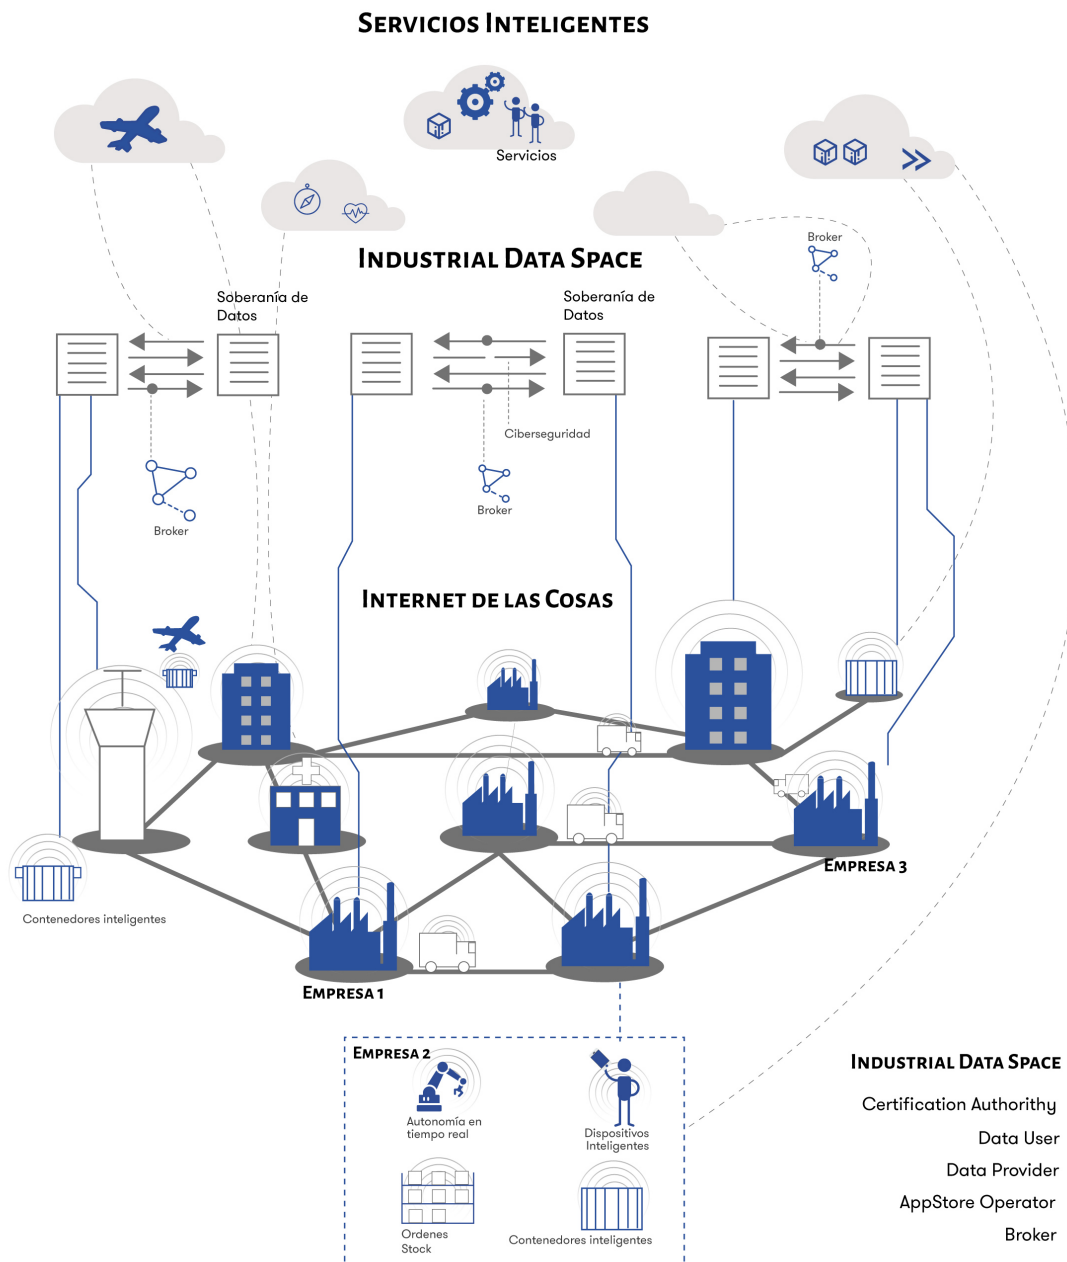 SERVICIOS INTELIGENTES
Servicios
INDUSTRIAL DATA SPACE
Broker
Soberanía de
Datos
Soberanía de
Datos
Ciberseguridad
Broker
Broker
INTERNET DE LAS COSAS
EMPRESA 3
Contenedores inteligentes
EMPRESA 1
EMPRESA 2
Autonomía en
tiempo real
Dispositivos
Inteligentes
Ordenes
Stock
Contenedores inteligentes
INDUSTRIAL DATA SPACE
Certification Authorithy
Data User
Data Provider
AppStore Operator
Broker